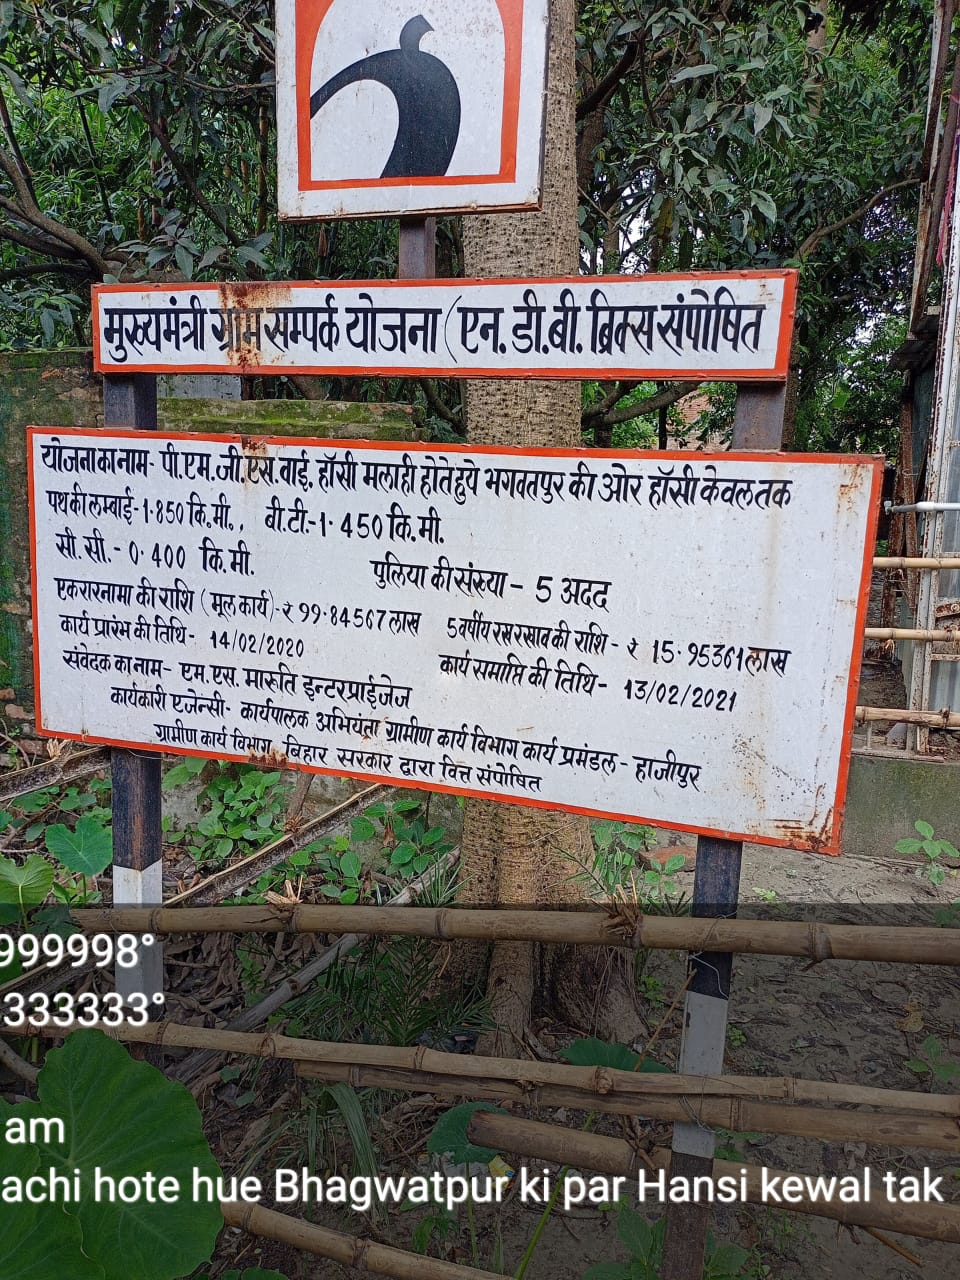 मुख्यमंत्री ग्राम सम्पर्क योजना (एन.डी.बी. ब्रिक्स संपोषित
योजना का नाम- पी.एम.जी.एस.वाई. हॉसी मलाही होते हुये भगवतपुर की ओर हॉसी केवल तक
पथ की लम्बाई-1·850 कि.मी., बी.टी.-1·450 कि.मी.
सी.सी.- 0·400 कि.मी. पुलिया की संख्या - 5 अदद
एकरारनामा की राशि (मूल कार्य)-₹ 99·84567 लाख 5 वर्षीय रख रखाव की राशि - ₹ 15·95361 लाख
कार्य प्रारंभ की तिथि- 14/02/2020 कार्य समाप्ति की तिथि- 13/02/2021
संवेदक का नाम- एम.एस. मारूति इन्टरप्राईजेज
कार्यकारी एजेन्सी- कार्यपालक अभियंता ग्रामीण कार्य विभाग कार्य प्रमंडल - हाजीपुर
ग्रामीण कार्य विभाग बिहार सरकार द्वारा वित्त संपोषित
999998°
333333°
am
achi hote hue Bhagwatpur ki par Hansi kewal tak